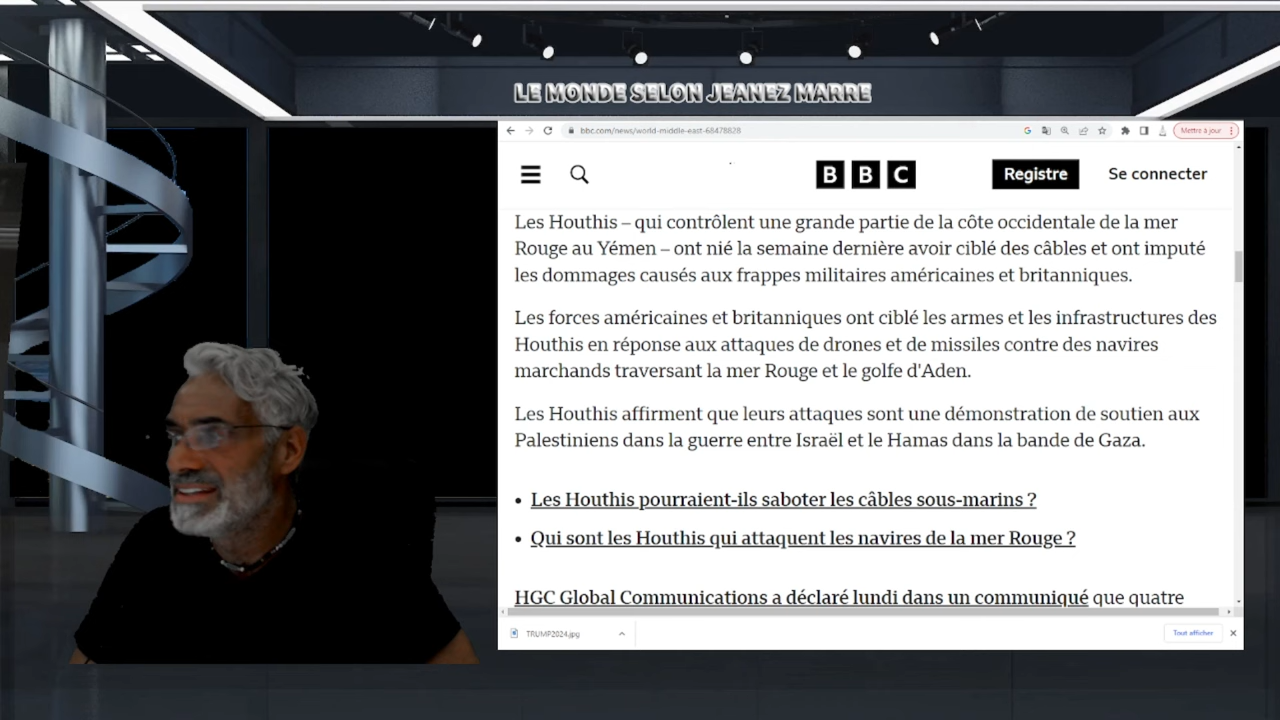 LE MONDE SELON JEANEZ MARRE
bbc.com/news/world-middle-east-68478828
Mettre à jour
BBC
Registre
Se connecter
Les Houthis – qui contrôlent une grande partie de la côte occidentale de la mer
Rouge au Yémen – ont nié la semaine dernière avoir ciblé des câbles et ont imputé
les dommages causés aux frappes militaires américaines et britanniques.
Les forces américaines et britanniques ont ciblé les armes et les infrastructures des
Houthis en réponse aux attaques de drones et de missiles contre des navires
marchands traversant la mer Rouge et le golfe d'Aden.
Les Houthis affirment que leurs attaques sont une démonstration de soutien aux
Palestiniens dans la guerre entre Israël et le Hamas dans la bande de Gaza.
• Les Houthis pourraient-ils saboter les câbles sous-marins ?
• Qui sont les Houthis qui attaquent les navires de la mer Rouge ?
HGC Global Communications a déclaré lundi dans un communiqué que quatre
TRUMP2024.jpg
Tout afficher